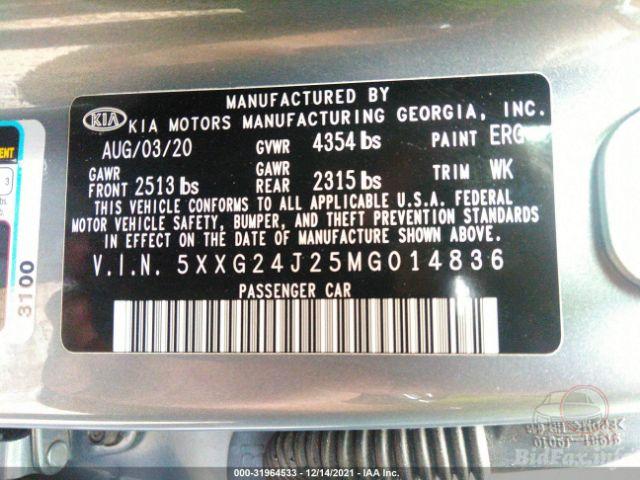 MANUFACTURED BY
KIA KIA MOTORS MANUFACTURING GEORGIA, INC.
AUG/03/20 GVWR 4354 lbs PAINT ERG
GAWR FRONT 2513 lbs GAWR REAR 2315 lbs TRIM WK
THIS VEHICLE CONFORMS TO ALL APPLICABLE U.S.A. FEDERAL
MOTOR VEHICLE SAFETY, BUMPER, AND THEFT PREVENTION STANDARDS
IN EFFECT ON THE DATE OF MANUFACTURE SHOWN ABOVE.
V.I.N. 5XXG24J25MG014836
PASSENGER CAR
3100
3
BidFax.info
000-31964533 - 12/14/2021 - IAA Inc.